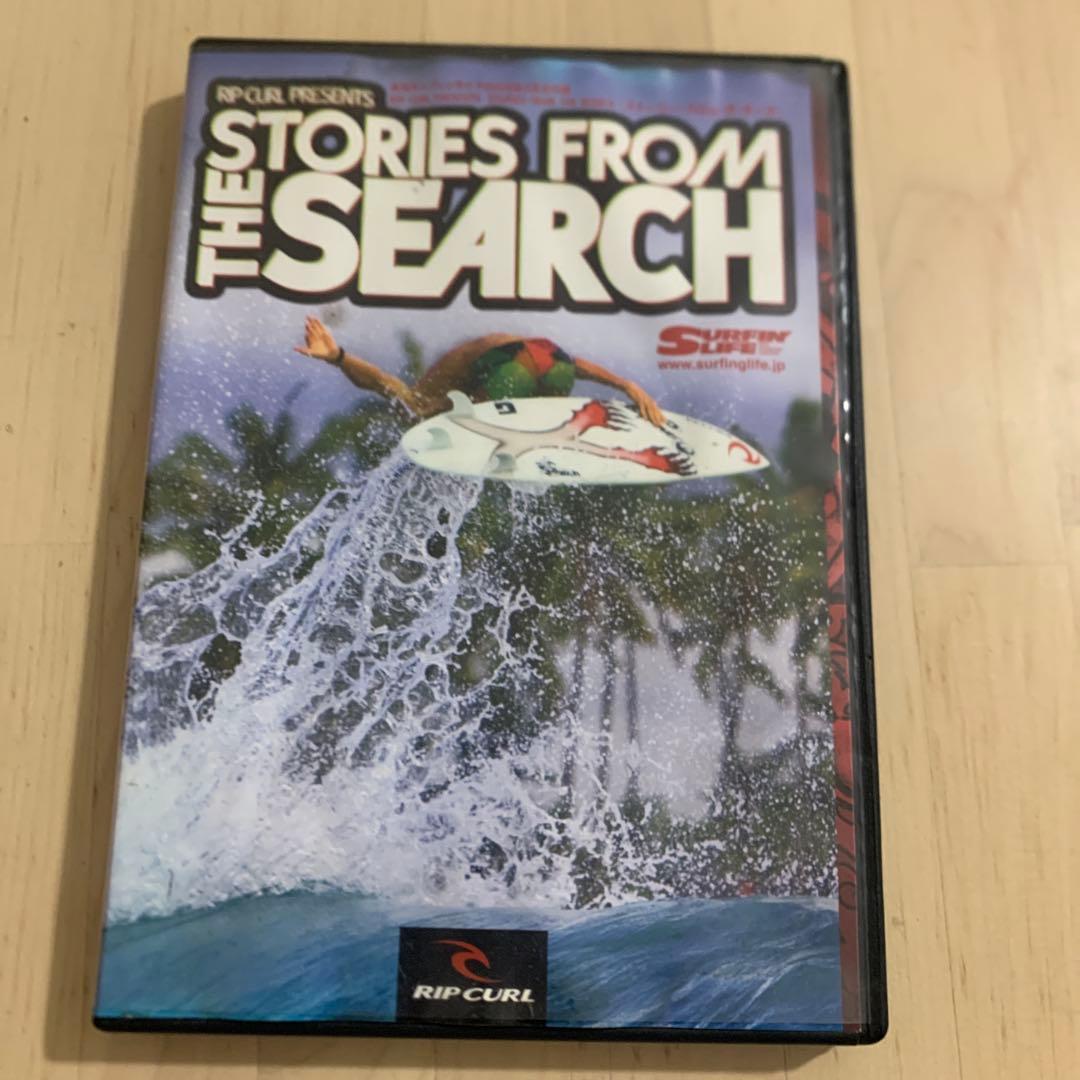 RIP CURL PRESENTS
STORIES FROM
THE SEARCH
SURFIN' LIFE
www.surfinglife.jp
RIP CURL